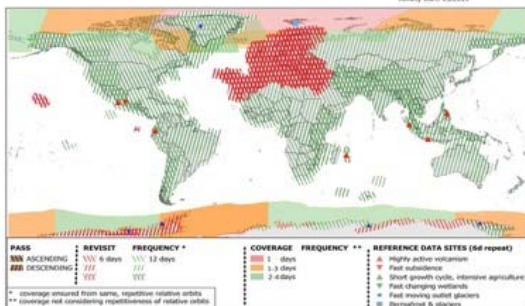 PASS
ASCENDING
DESCENDING
REVISIT FREQUENCY *
6 days
12 days
COVERAGE FREQUENCY **
1 days
1-3 days
2-4 days
REFERENCE DATA SITES (6d repeat)
Highly active volcanism
Fast subsidence
Short growth cycle, intensive agriculture
Fast changing wetlands
Fast moving outlet glaciers
Permafrost & glaciers
* coverage ensured from same, repetitive relative orbits
** coverage not considering repetitiveness of relative orbits